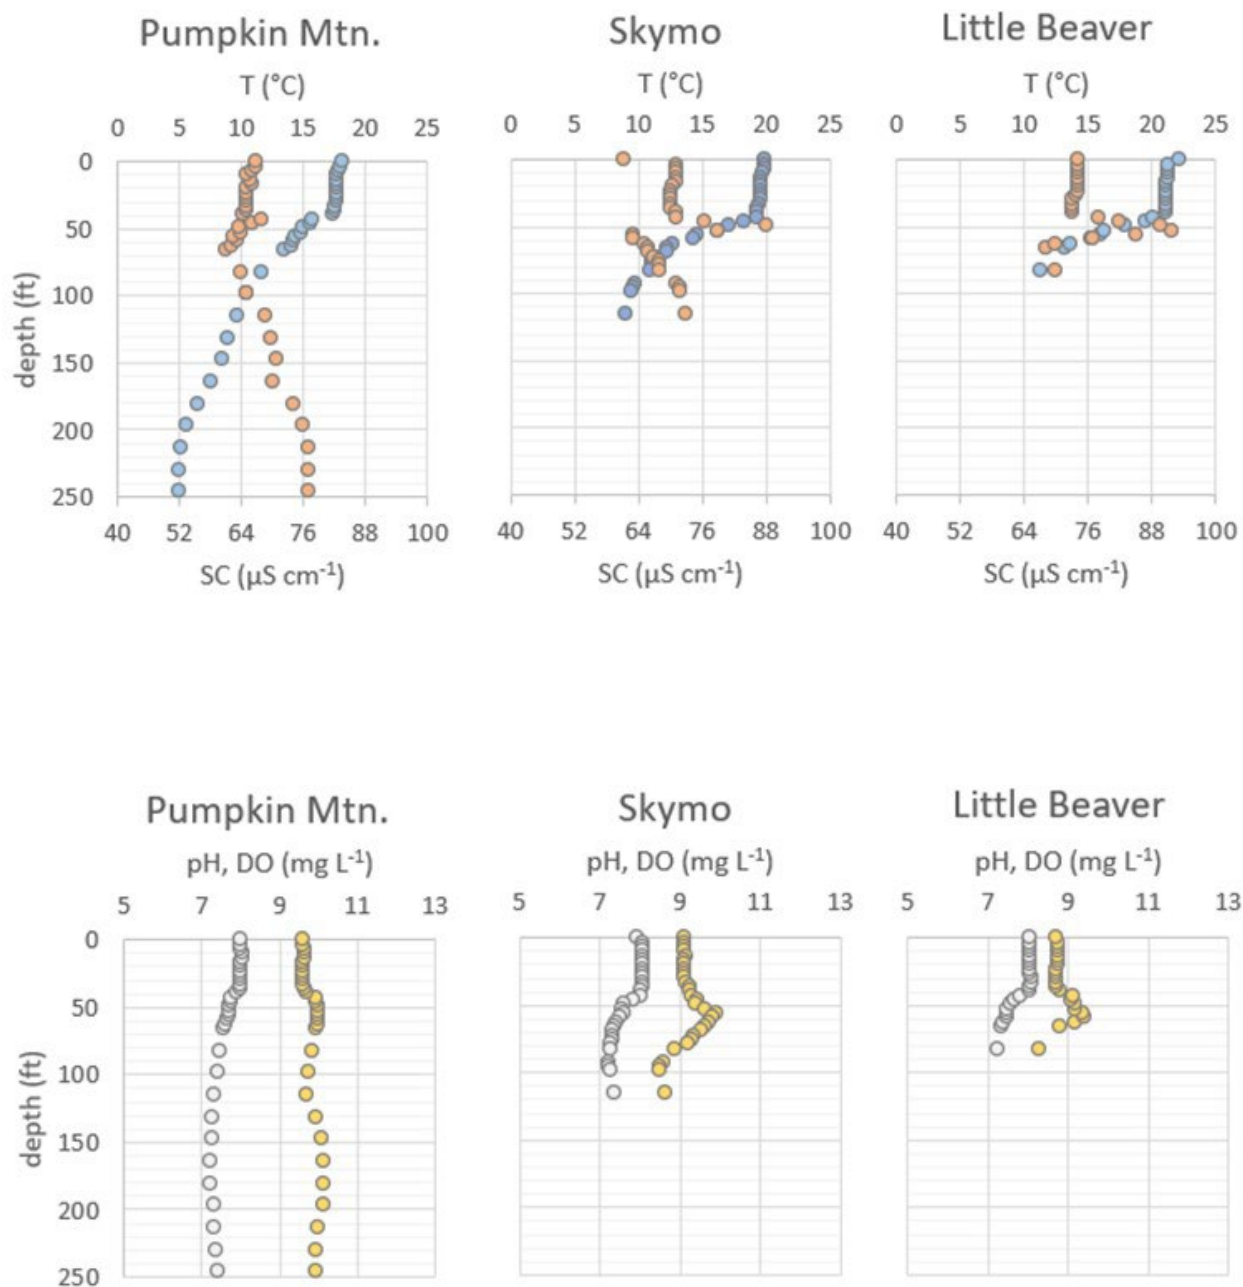 Pumpkin Mtn. Skymo Little Beaver
T (°C) T (°C) T (°C)
0 5 10 15 20 25 0 5 10 15 20 25 0 5 10 15 20 25
0
50
100
150
200
250
depth (ft)
40 52 64 76 88 100 40 52 64 76 88 100 40 52 64 76 88 100
SC (µS cm⁻¹) SC (µS cm⁻¹) SC (µS cm⁻¹)
Pumpkin Mtn. Skymo Little Beaver
pH, DO (mg L⁻¹) pH, DO (mg L⁻¹) pH, DO (mg L⁻¹)
5 7 9 11 13 5 7 9 11 13 5 7 9 11 13
0
50
100
150
200
250
depth (ft)